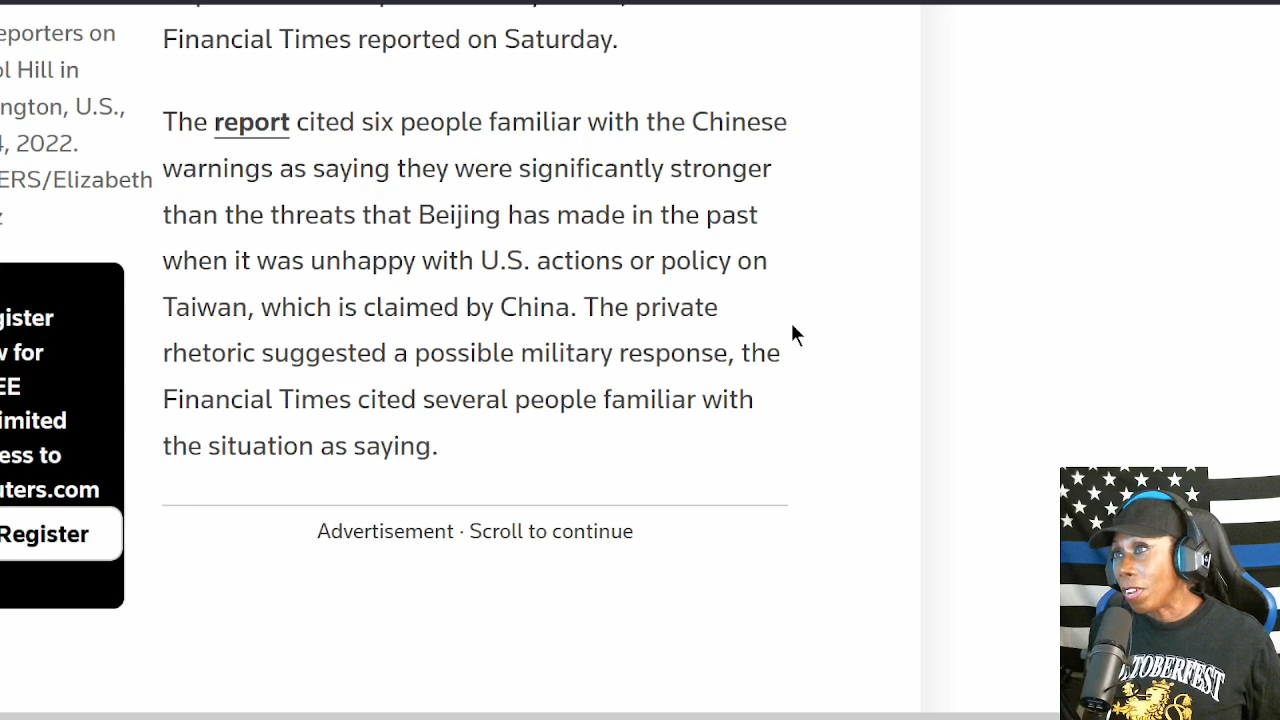 eporters on
ol Hill in
ngton, U.S.,
4, 2022.
ERS/Elizabeth
z
gister
w for
EE
imited
ess to
uters.com
Register
Financial Times reported on Saturday.
The report cited six people familiar with the Chinese
warnings as saying they were significantly stronger
than the threats that Beijing has made in the past
when it was unhappy with U.S. actions or policy on
Taiwan, which is claimed by China. The private
rhetoric suggested a possible military response, the
Financial Times cited several people familiar with
the situation as saying.
Advertisement · Scroll to continue
TOBERFEST